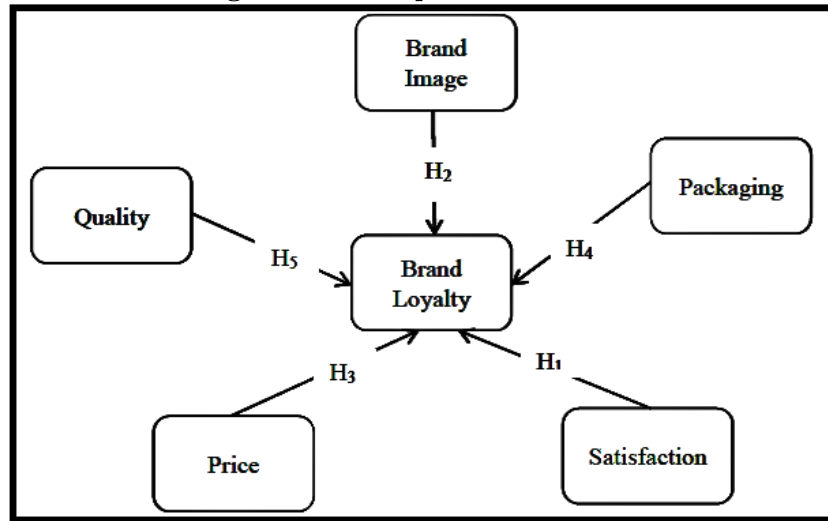 Brand
Image
H₂
Packaging
Quality
H₅
H₄
Brand
Loyalty
H₃
H₁
Price
Satisfaction